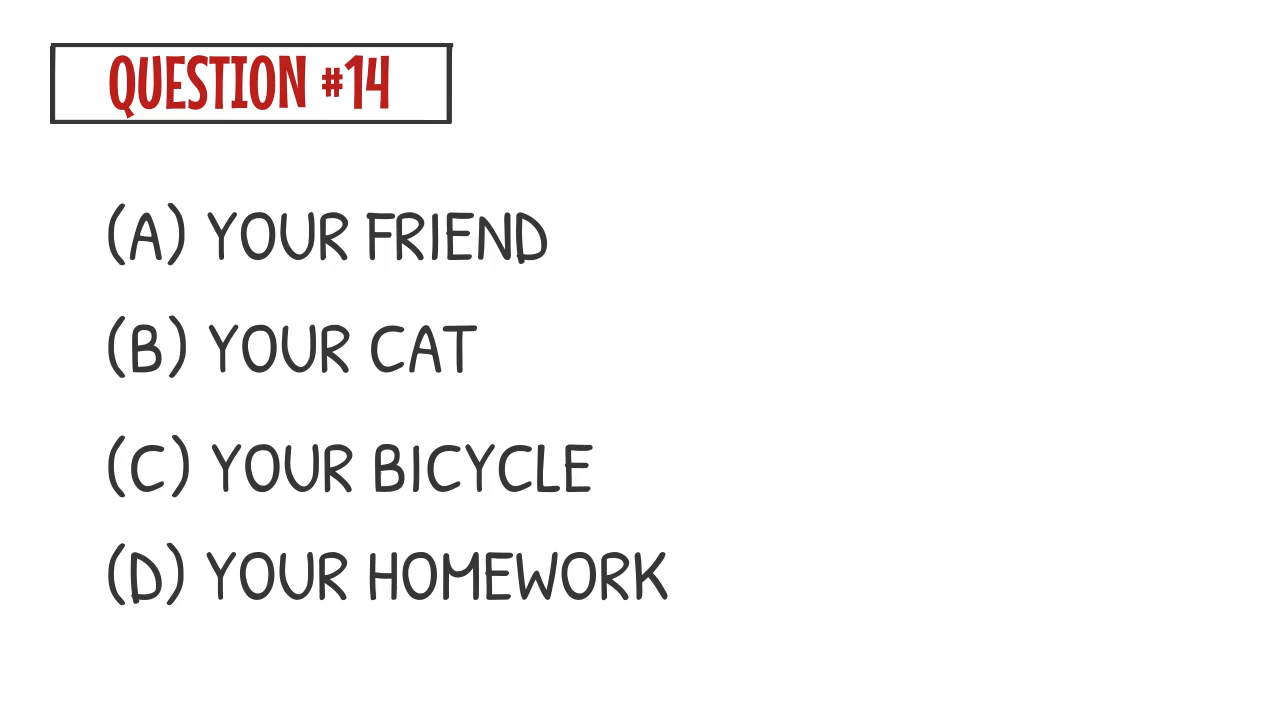 QUESTION #14
(A) YOUR FRIEND
(B) YOUR CAT
(C) YOUR BICYCLE
(D) YOUR HOMEWORK